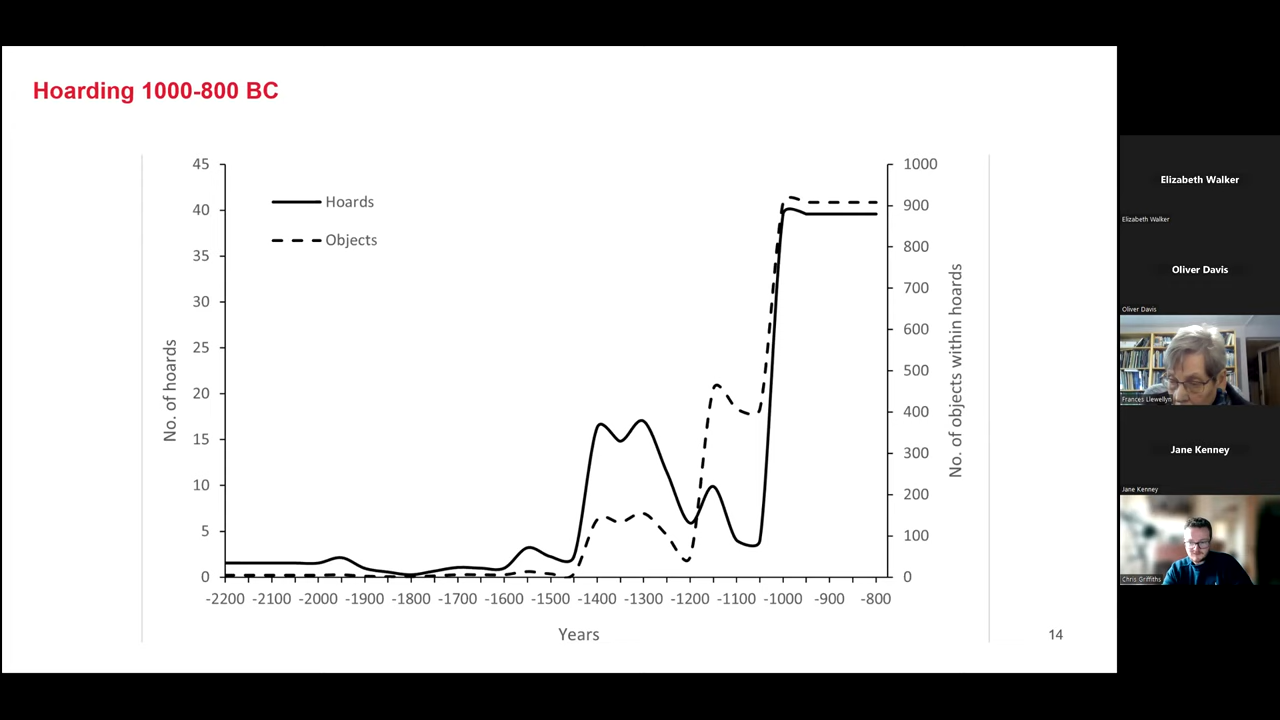 Hoarding 1000-800 BC
45
40
35
30
25
20
15
10
5
0
No. of hoards
Hoards
Objects
1000
900
800
700
600
500
400
300
200
100
0
No. of objects within hoards
-2200 -2100 -2000 -1900 -1800 -1700 -1600 -1500 -1400 -1300 -1200 -1100 -1000 -900 -800
Years
14
Elizabeth Walker
Elizabeth Walker
Oliver Davis
Oliver Davis
Frances Llewellyn
Jane Kenney
Jane Kenney
Chris Griffiths